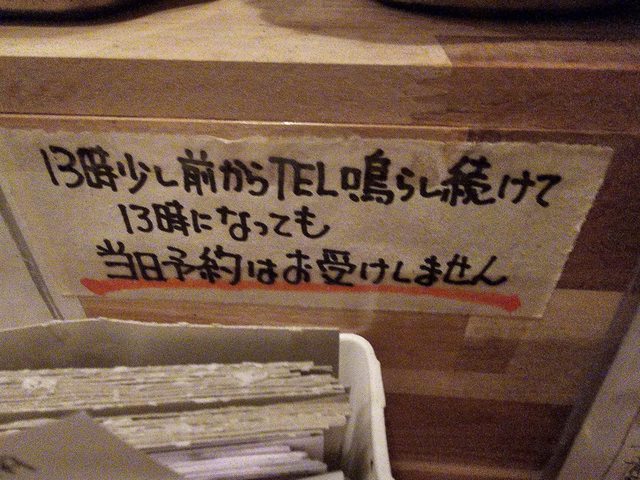 13時少し前からTEL鳴らし続けて
13時になっても
当日予約はお受けしません